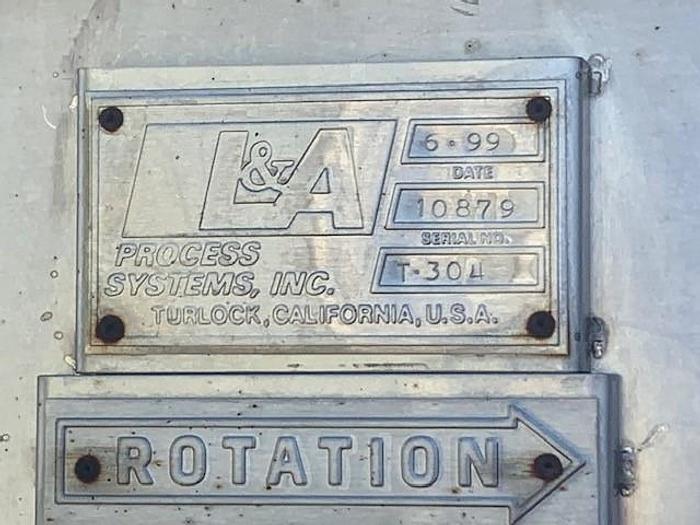 L&A
PROCESS
SYSTEMS, INC.
TURLOCK, CALIFORNIA, U.S.A.
6-99
DATE
10879
SERIAL NO.
T-304
ROTATION